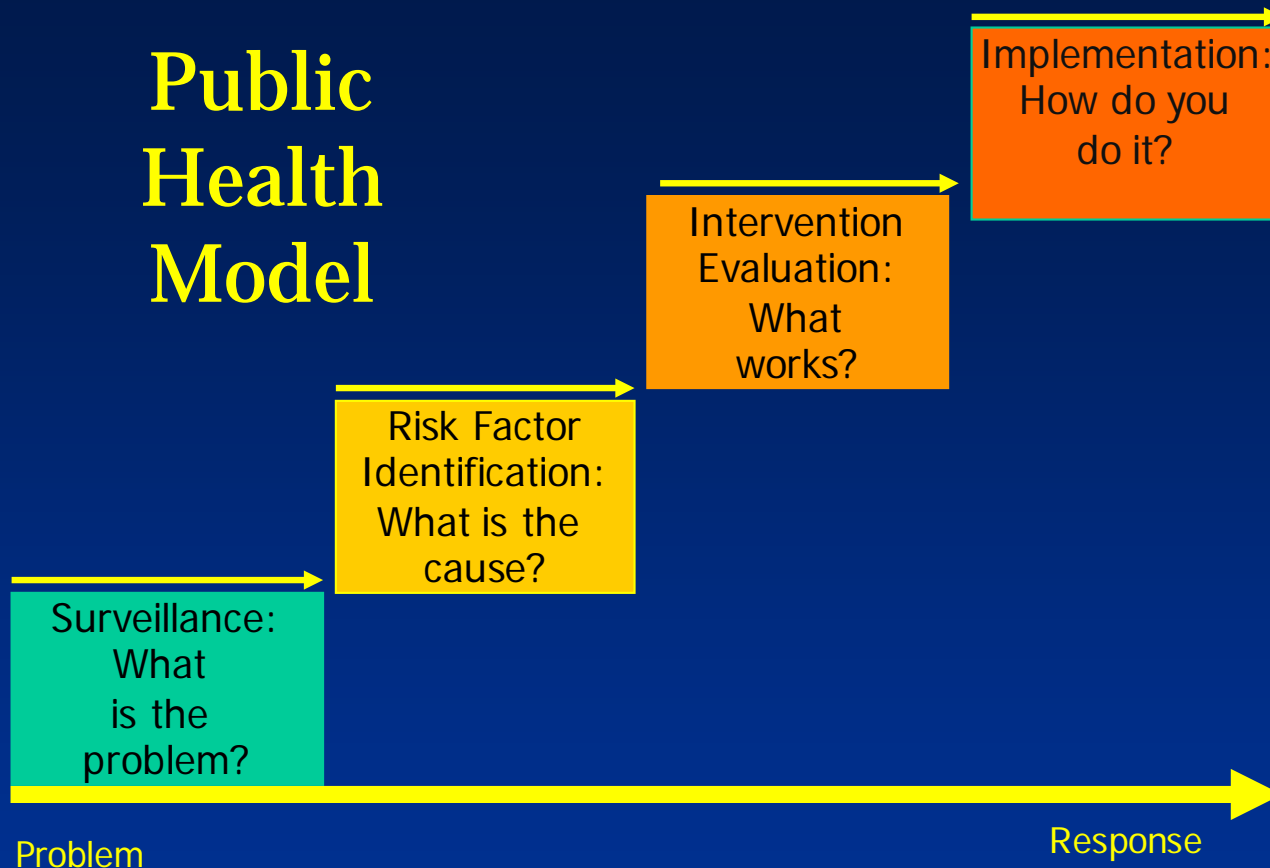 Public
Health
Model
Implementation:
How do you
do it?
Intervention
Evaluation:
What
works?
Risk Factor
Identification:
What is the
cause?
Surveillance:
What
is the
problem?
Problem
Response